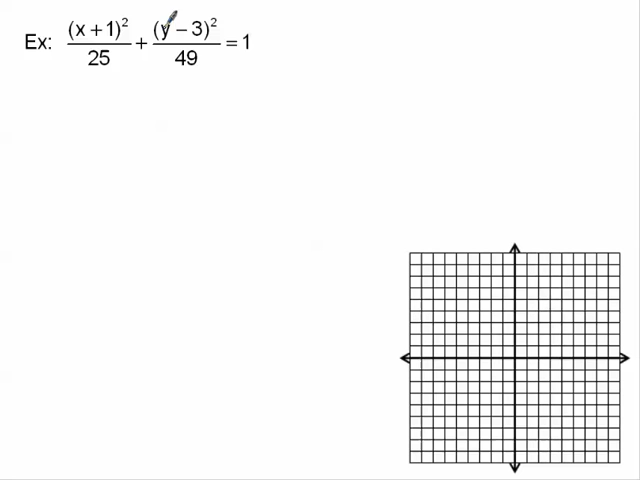 Ex: (x + 1)² / 25 + (y − 3)² / 49 = 1